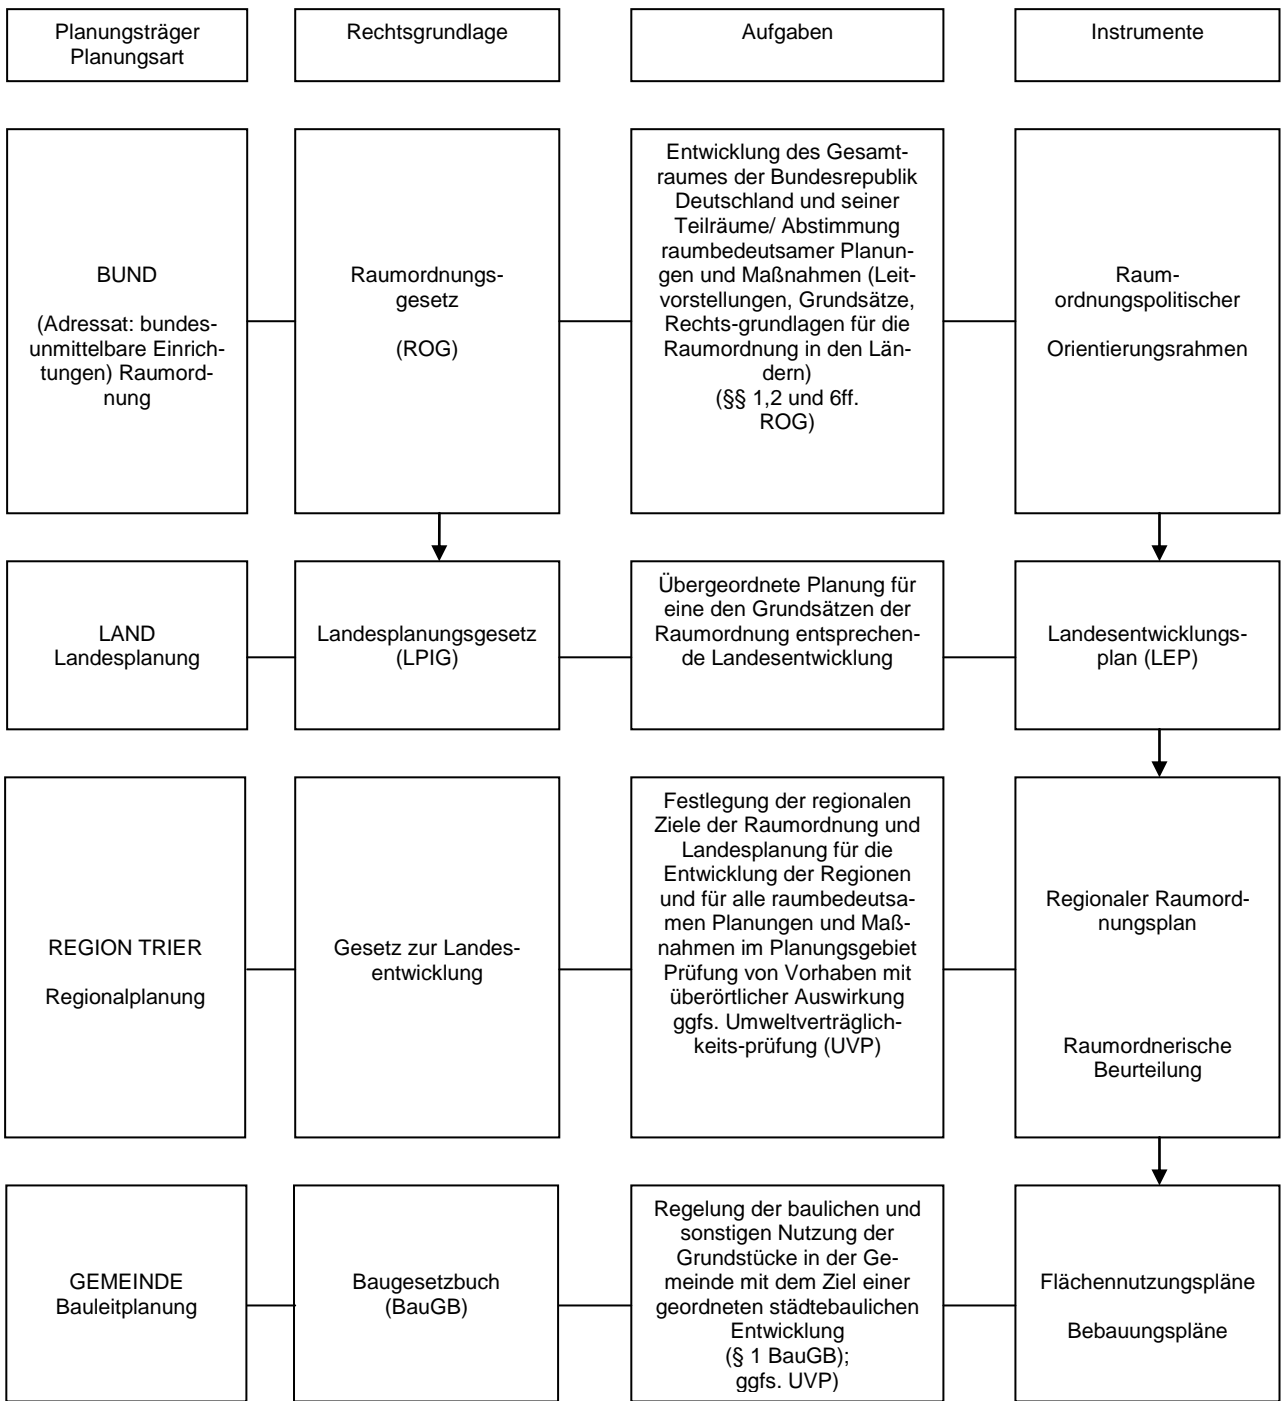 Planungsträger
Planungsart
Rechtsgrundlage
Aufgaben
Instrumente
BUND
(Adressat: bundes-
unmittelbare Einrich-
tungen) Raumord-
nung
Raumordnungs-
gesetz
(ROG)
Entwicklung des Gesamt-
raumes der Bundesrepublik
Deutschland und seiner
Teilräume/ Abstimmung
raumbedeutsamer Planun-
gen und Maßnahmen (Leit-
vorstellungen, Grundsätze,
Rechts-grundlagen für die
Raumordnung in den Län-
dern)
(§§ 1,2 und 6ff.
ROG)
Raum-
ordnungspolitischer
Orientierungsrahmen
LAND
Landesplanung
Landesplanungsgesetz
(LPIG)
Übergeordnete Planung für
eine den Grundsätzen der
Raumordnung entsprechen-
de Landesentwicklung
Landesentwicklungs-
plan (LEP)
REGION TRIER
Regionalplanung
Gesetz zur Landes-
entwicklung
Festlegung der regionalen
Ziele der Raumordnung und
Landesplanung für die
Entwicklung der Regionen
und für alle raumbedeutsa-
men Planungen und Maß-
nahmen im Planungsgebiet
Prüfung von Vorhaben mit
überörtlicher Auswirkung
ggfs. Umweltverträglich-
keits-prüfung (UVP)
Regionaler Raumord-
nungsplan
Raumordnerische
Beurteilung
GEMEINDE
Bauleitplanung
Baugesetzbuch
(BauGB)
Regelung der baulichen und
sonstigen Nutzung der
Grundstücke in der Ge-
meinde mit dem Ziel einer
geordneten städtebaulichen
Entwicklung
(§ 1 BauGB);
ggfs. UVP)
Flächennutzungspläne
Bebauungspläne